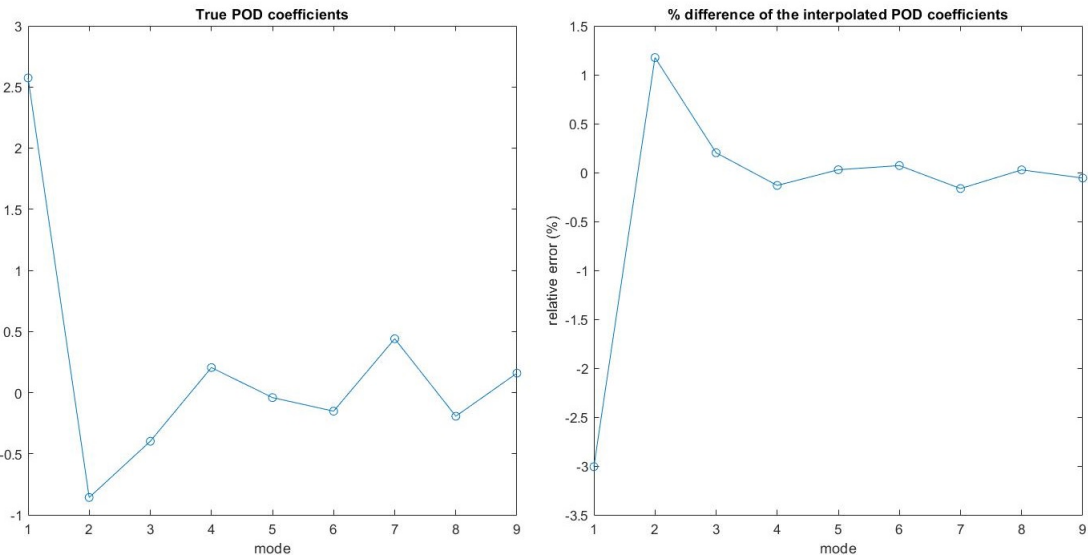 True POD coefficients
3
2.5
2
1.5
1
0.5
0
-0.5
-1
1 2 3 4 5 6 7 8 9
mode
% difference of the interpolated POD coefficients
relative error (%)
1.5
1
0.5
0
-0.5
-1
-1.5
-2
-2.5
-3
-3.5
1 2 3 4 5 6 7 8 9
mode